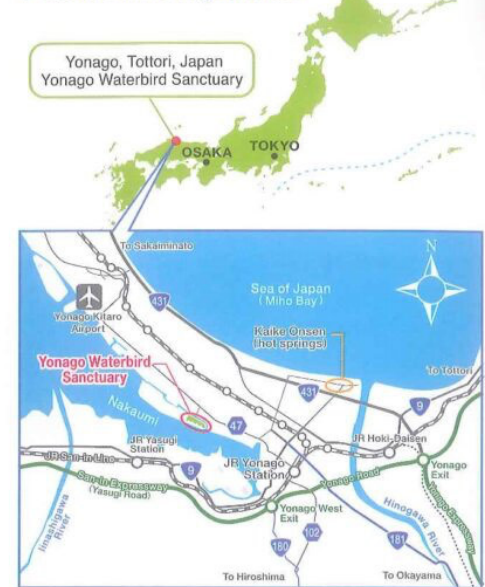 Yonago, Tottori, Japan
Yonago Waterbird Sanctuary
OSAKA
TOKYO
To Sakaiminato
N
431
Sea of Japan
(Miho Bay)
Yonago Kitaro
Airport
Kaike Onsen
(hot springs)
To Tottori
Yonago Waterbird
Sanctuary
431
9
Nakaumi
47
JR Yasugi
Station
JR Hoki-Daisen
JR San-in Line
9
JR Yonago
Station
Yonago
Exit
San-in Expressway
(Yasugi Road)
Yonago Road
Yonago Expressway
Iinashigawa
River
Yonago West
Exit
Hinogawa
River
180
102
181
To Hiroshima
To Okayama